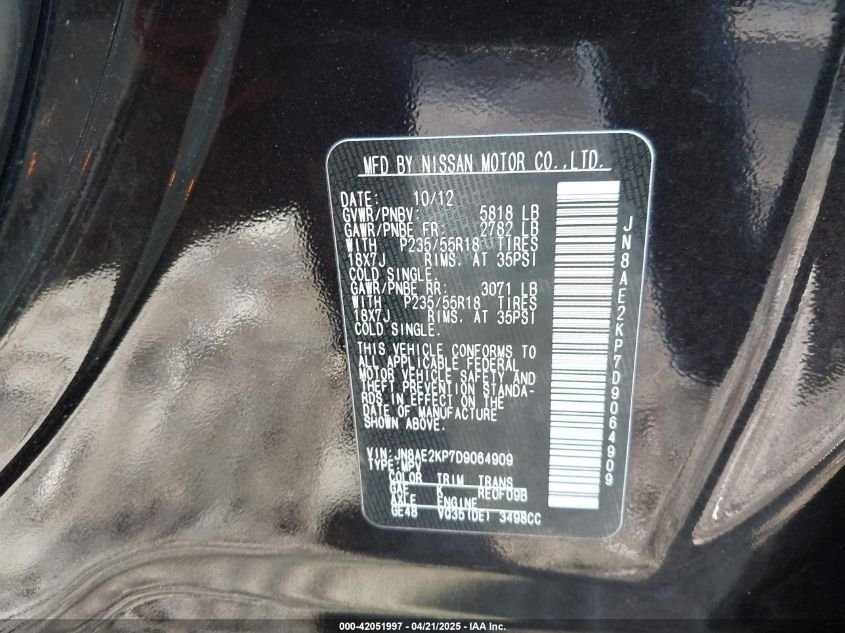 MFD BY NISSAN MOTOR CO.,LTD.
DATE: 10/12
GVWR/PNBV: 5818 LB
GAWR/PNBE FR: 2782 LB
WITH P235/55R18 TIRES
18X7J RIMS. AT 35PSI
COLD SINGLE.
GAWR/PNBE RR: 3071 LB
WITH P235/55R18 TIRES
18X7J RIMS. AT 35PSI
COLD SINGLE.
THIS VEHICLE CONFORMS TO
ALL APPLICABLE FEDERAL
MOTOR VEHICLE SAFETY AND
THEFT PREVENTION STANDA-
RDS IN EFFECT ON THE
DATE OF MANUFACTURE
SHOWN ABOVE.
VIN:JN8AE2KP7D9064909
TYPE:MPV
COLOR TRIM TRANS
GAE K RE0F09B
AXLE ENGINE
GE48 VQ35(DE) 3498CC
JN8AE2KP7D9064909
000-42051997 - 04/21/2025 - IAA Inc.